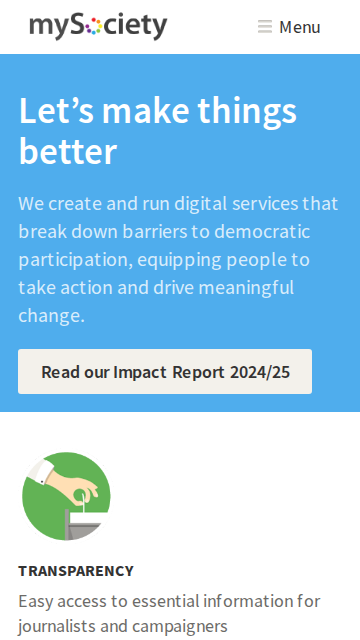 mySociety
Menu
Let’s make things
better
We create and run digital services that
break down barriers to democratic
participation, equipping people to
take action and drive meaningful
change.
Read our Impact Report 2024/25
TRANSPARENCY
Easy access to essential information for
journalists and campaigners